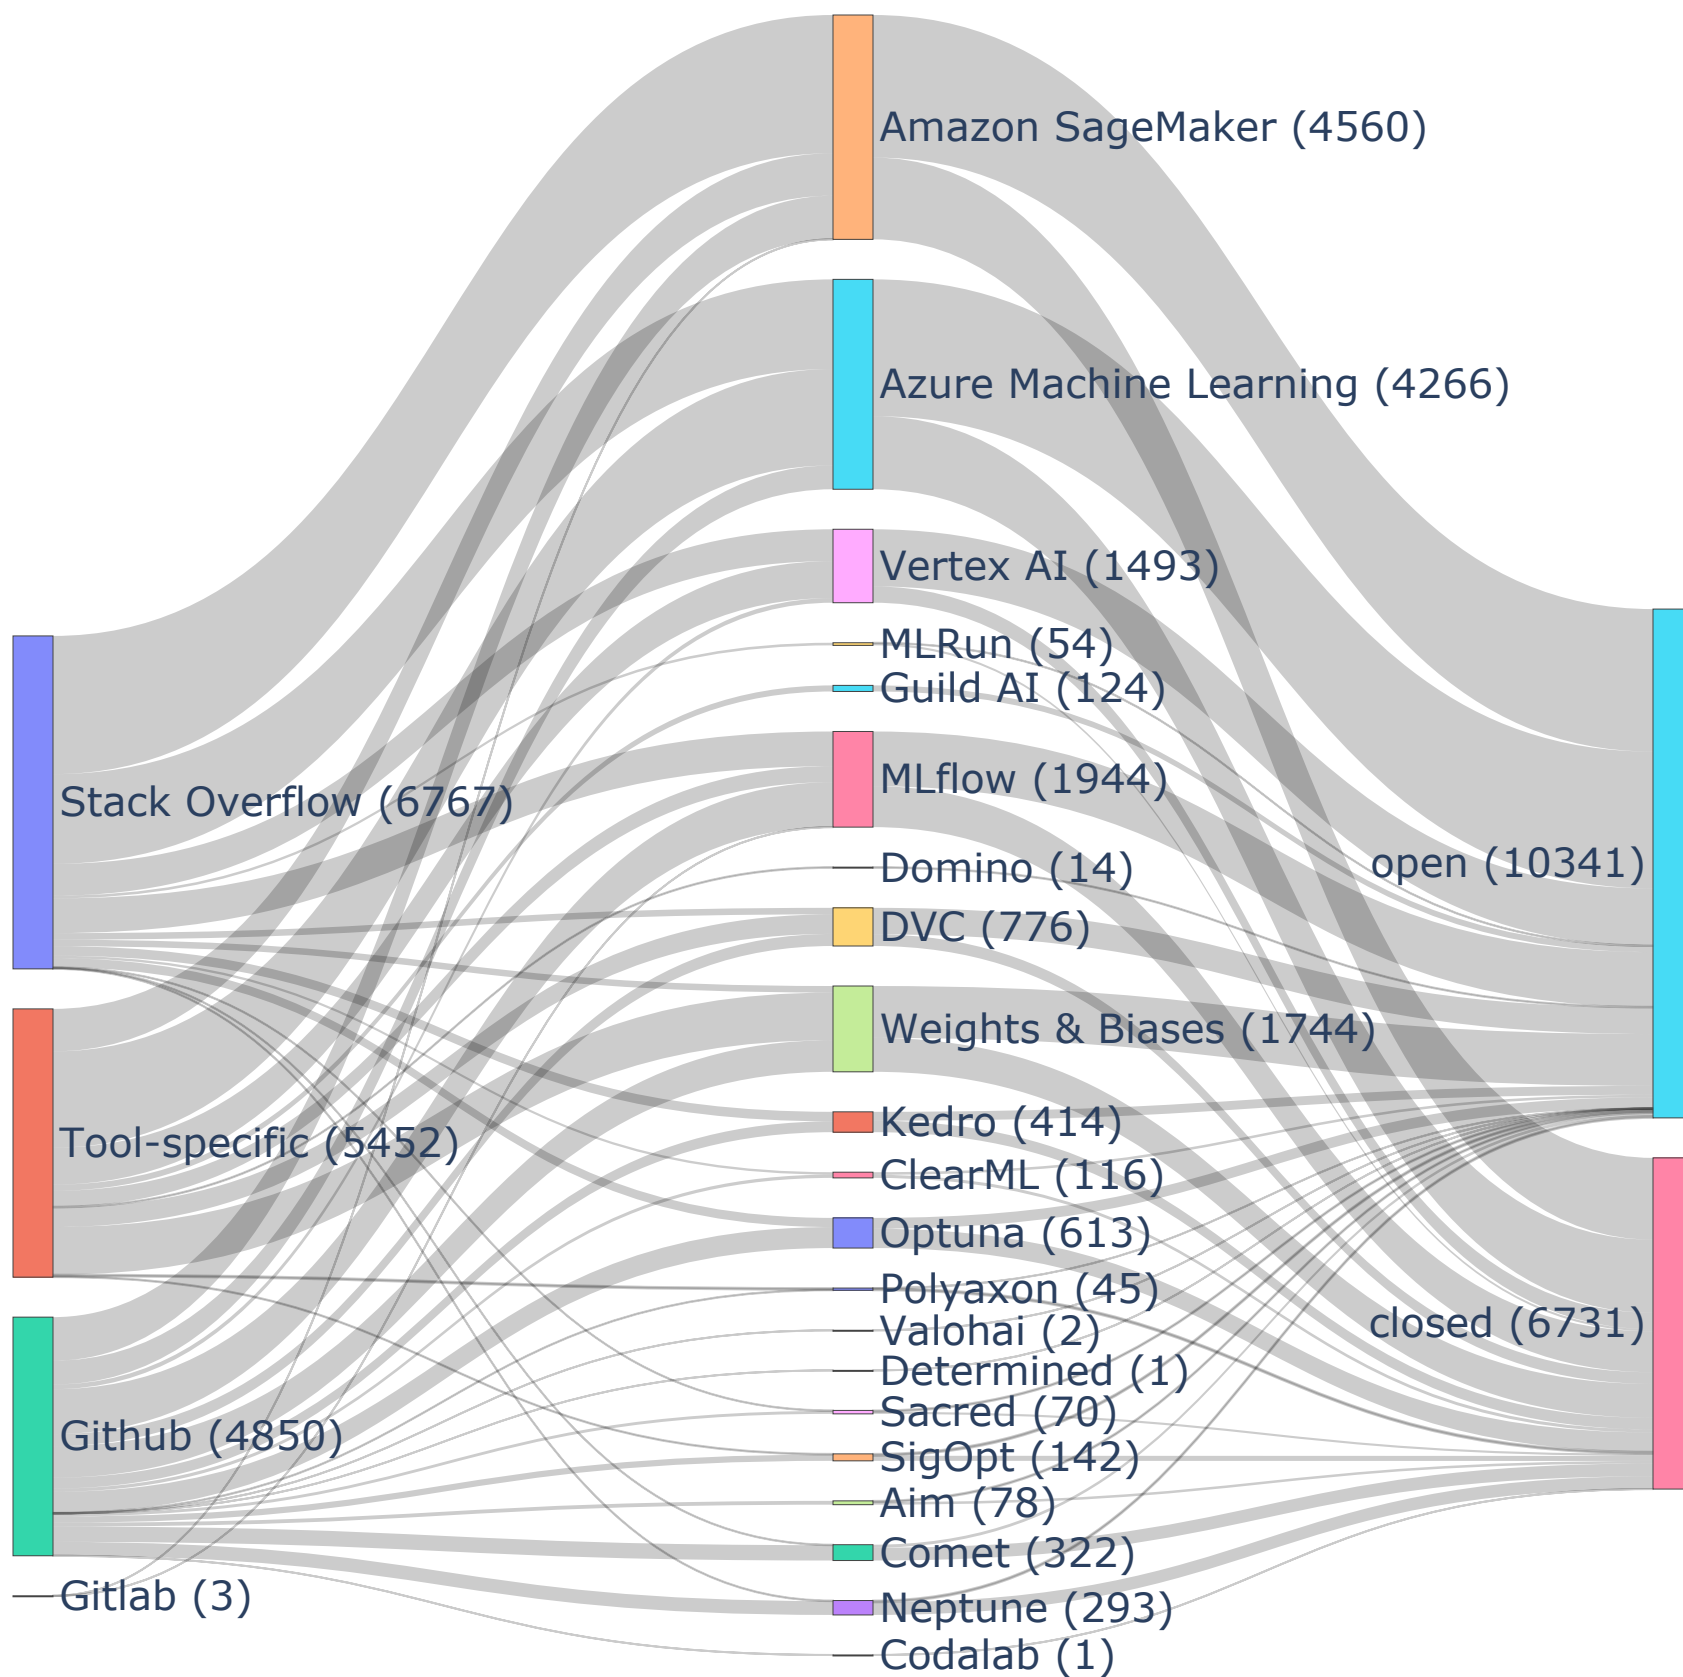 Stack Overflow (6767)
Tool-specific (5452)
Github (4850)
Gitlab (3)
Amazon SageMaker (4560)
Azure Machine Learning (4266)
Vertex AI (1493)
MLRun (54)
Guild AI (124)
MLflow (1944)
Domino (14)
DVC (776)
Weights & Biases (1744)
Kedro (414)
ClearML (116)
Optuna (613)
Polyaxon (45)
Valohai (2)
Determined (1)
Sacred (70)
SigOpt (142)
Aim (78)
Comet (322)
Neptune (293)
Codalab (1)
open (10341)
closed (6731)